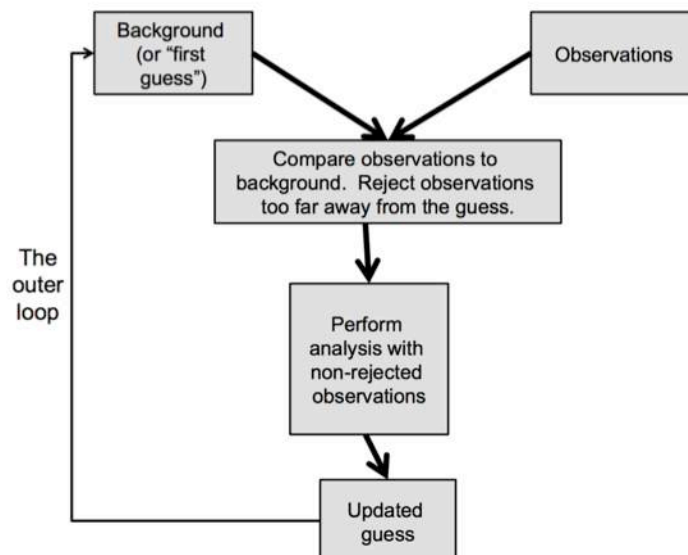 Background
(or “first
guess”)
Observations
Compare observations to
background.  Reject observations
too far away from the guess.
The
outer
loop
Perform
analysis with
non-rejected
observations
Updated
guess